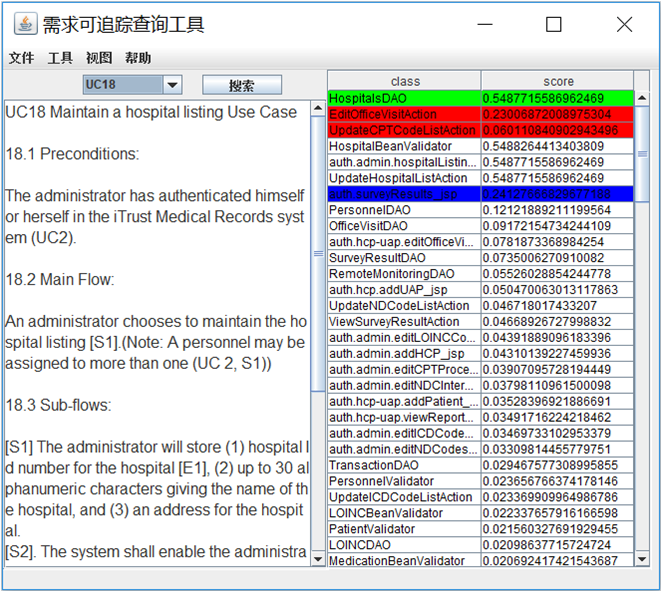 需求可追踪查询工具
文件 工具 视图 帮助
UC18 搜索
UC18 Maintain a hospital listing Use Case
18.1 Preconditions:
The administrator has authenticated himself
or herself in the iTrust Medical Records syst
em (UC2).
18.2 Main Flow:
An administrator chooses to maintain the ho
spital listing [S1].(Note: A personnel may be
assigned to more than one (UC 2, S1))
18.3 Sub-flows:
[S1] The administrator will store (1) hospital I
d number for the hospital [E1], (2) up to 30 al
phanumeric characters giving the name of th
e hospital, and (3) an address for the hospit
al.
[S2]. The system shall enable the administra
class score
HospitalsDAO 0.5487715586962469
EditOfficeVisitAction 0.23006872008975304
UpdateCPTCodeListAction 0.060110840902943496
HospitalBeanValidator 0.5488264413403809
auth.admin.hospitalListin... 0.5487715586962469
UpdateHospitalListAction 0.5487715586962469
auth.surveyResults_jsp 0.24127656829677188
PersonnelDAO 0.12121889211199564
OfficeVisitDAO 0.09172154734244109
auth.hcp-uap.editOfficeVi... 0.0781873368984254
SurveyResultDAO 0.0735006270910082
RemoteMonitoringDAO 0.05526028854244778
auth.hcp.addUAP_jsp 0.050470063013117863
UpdateNDCodeListAction 0.046718017433207
ViewSurveyResultAction 0.04668926727998832
auth.admin.editLOINCCo... 0.04391889096183396
auth.admin.addHCP_jsp 0.04310139227459936
auth.admin.editCPTProce... 0.03907095728194449
auth.admin.editNDCInter... 0.03798110961500098
auth.hcp-uap.addPatient_... 0.03528396921886691
auth.hcp-uap.viewReport... 0.03491716224218462
auth.admin.editICDCode... 0.03469733102953379
auth.admin.editNDCodes... 0.03309814455779751
TransactionDAO 0.029467577308995855
PersonnelValidator 0.023656766374178146
UpdateICDCodeListAction 0.023369909964986786
LOINCBeanValidator 0.022337657916166598
PatientValidator 0.021560327691929455
LOINCDAO 0.02098637715724724
MedicationBeanValidator 0.020692417421543687